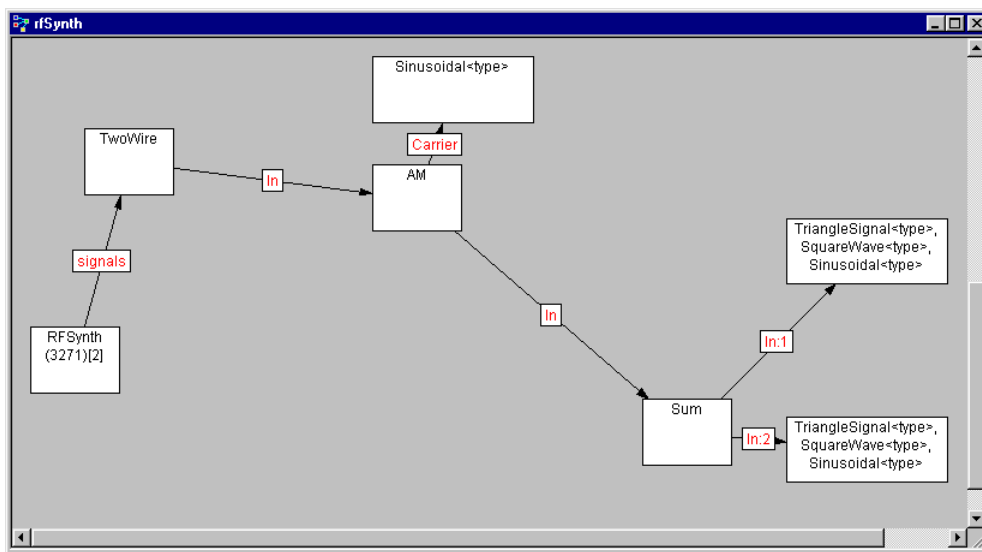 rfSynth
Sinusoidal<type>
TwoWire
Carrier
AM
In
TriangleSignal<type>,
SquareWave<type>,
Sinusoidal<type>
signals
In
RFSynth
(3271)[2]
In:1
Sum
TriangleSignal<type>,
SquareWave<type>,
Sinusoidal<type>
In:2